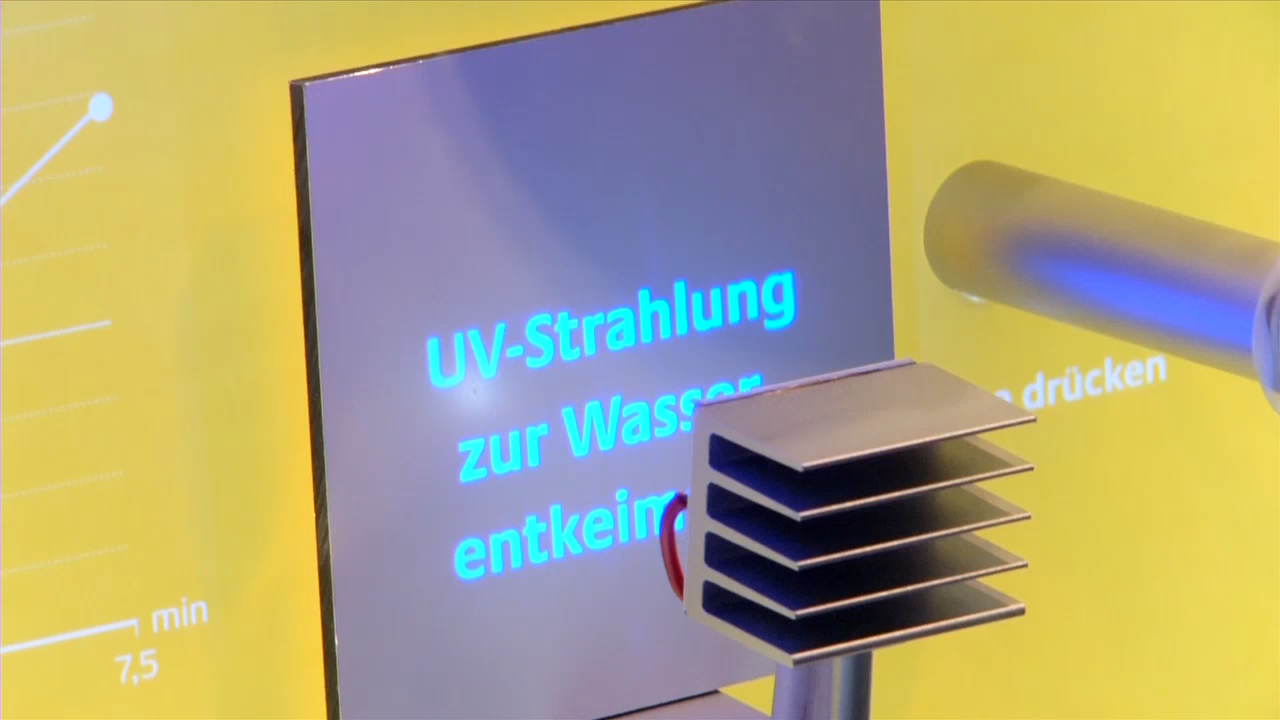 UV-Strahlung
zur Wasser
entkeim
drücken
min
7,5